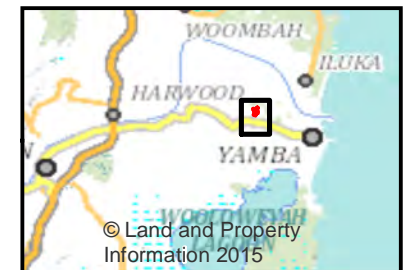 WOOMBAH
ILUKA
HARWOOD
N
YAMBA
© Land and Property
Information 2015